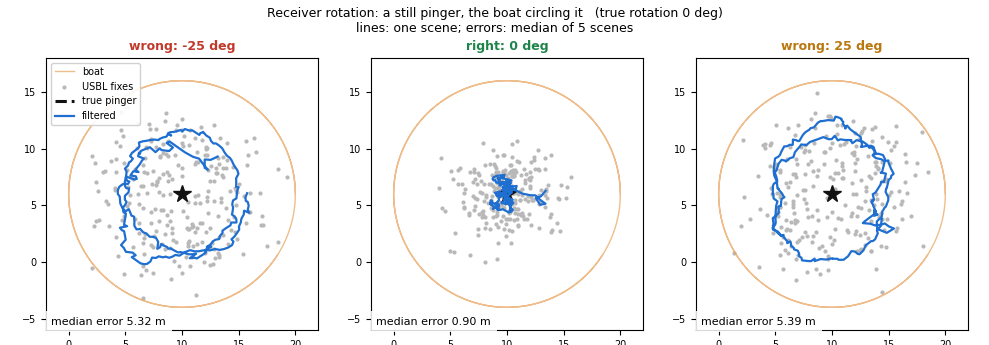 Receiver rotation: a still pinger, the boat circling it   (true rotation 0 deg)
lines: one scene; errors: median of 5 scenes
wrong: -25 deg
right: 0 deg
wrong: 25 deg
boat
USBL fixes
true pinger
filtered
15
10
5
0
−5
median error 5.32 m
0 5 10 15 20
15
10
5
0
−5
median error 0.90 m
0 5 10 15 20
15
10
5
0
−5
median error 5.39 m
0 5 10 15 20